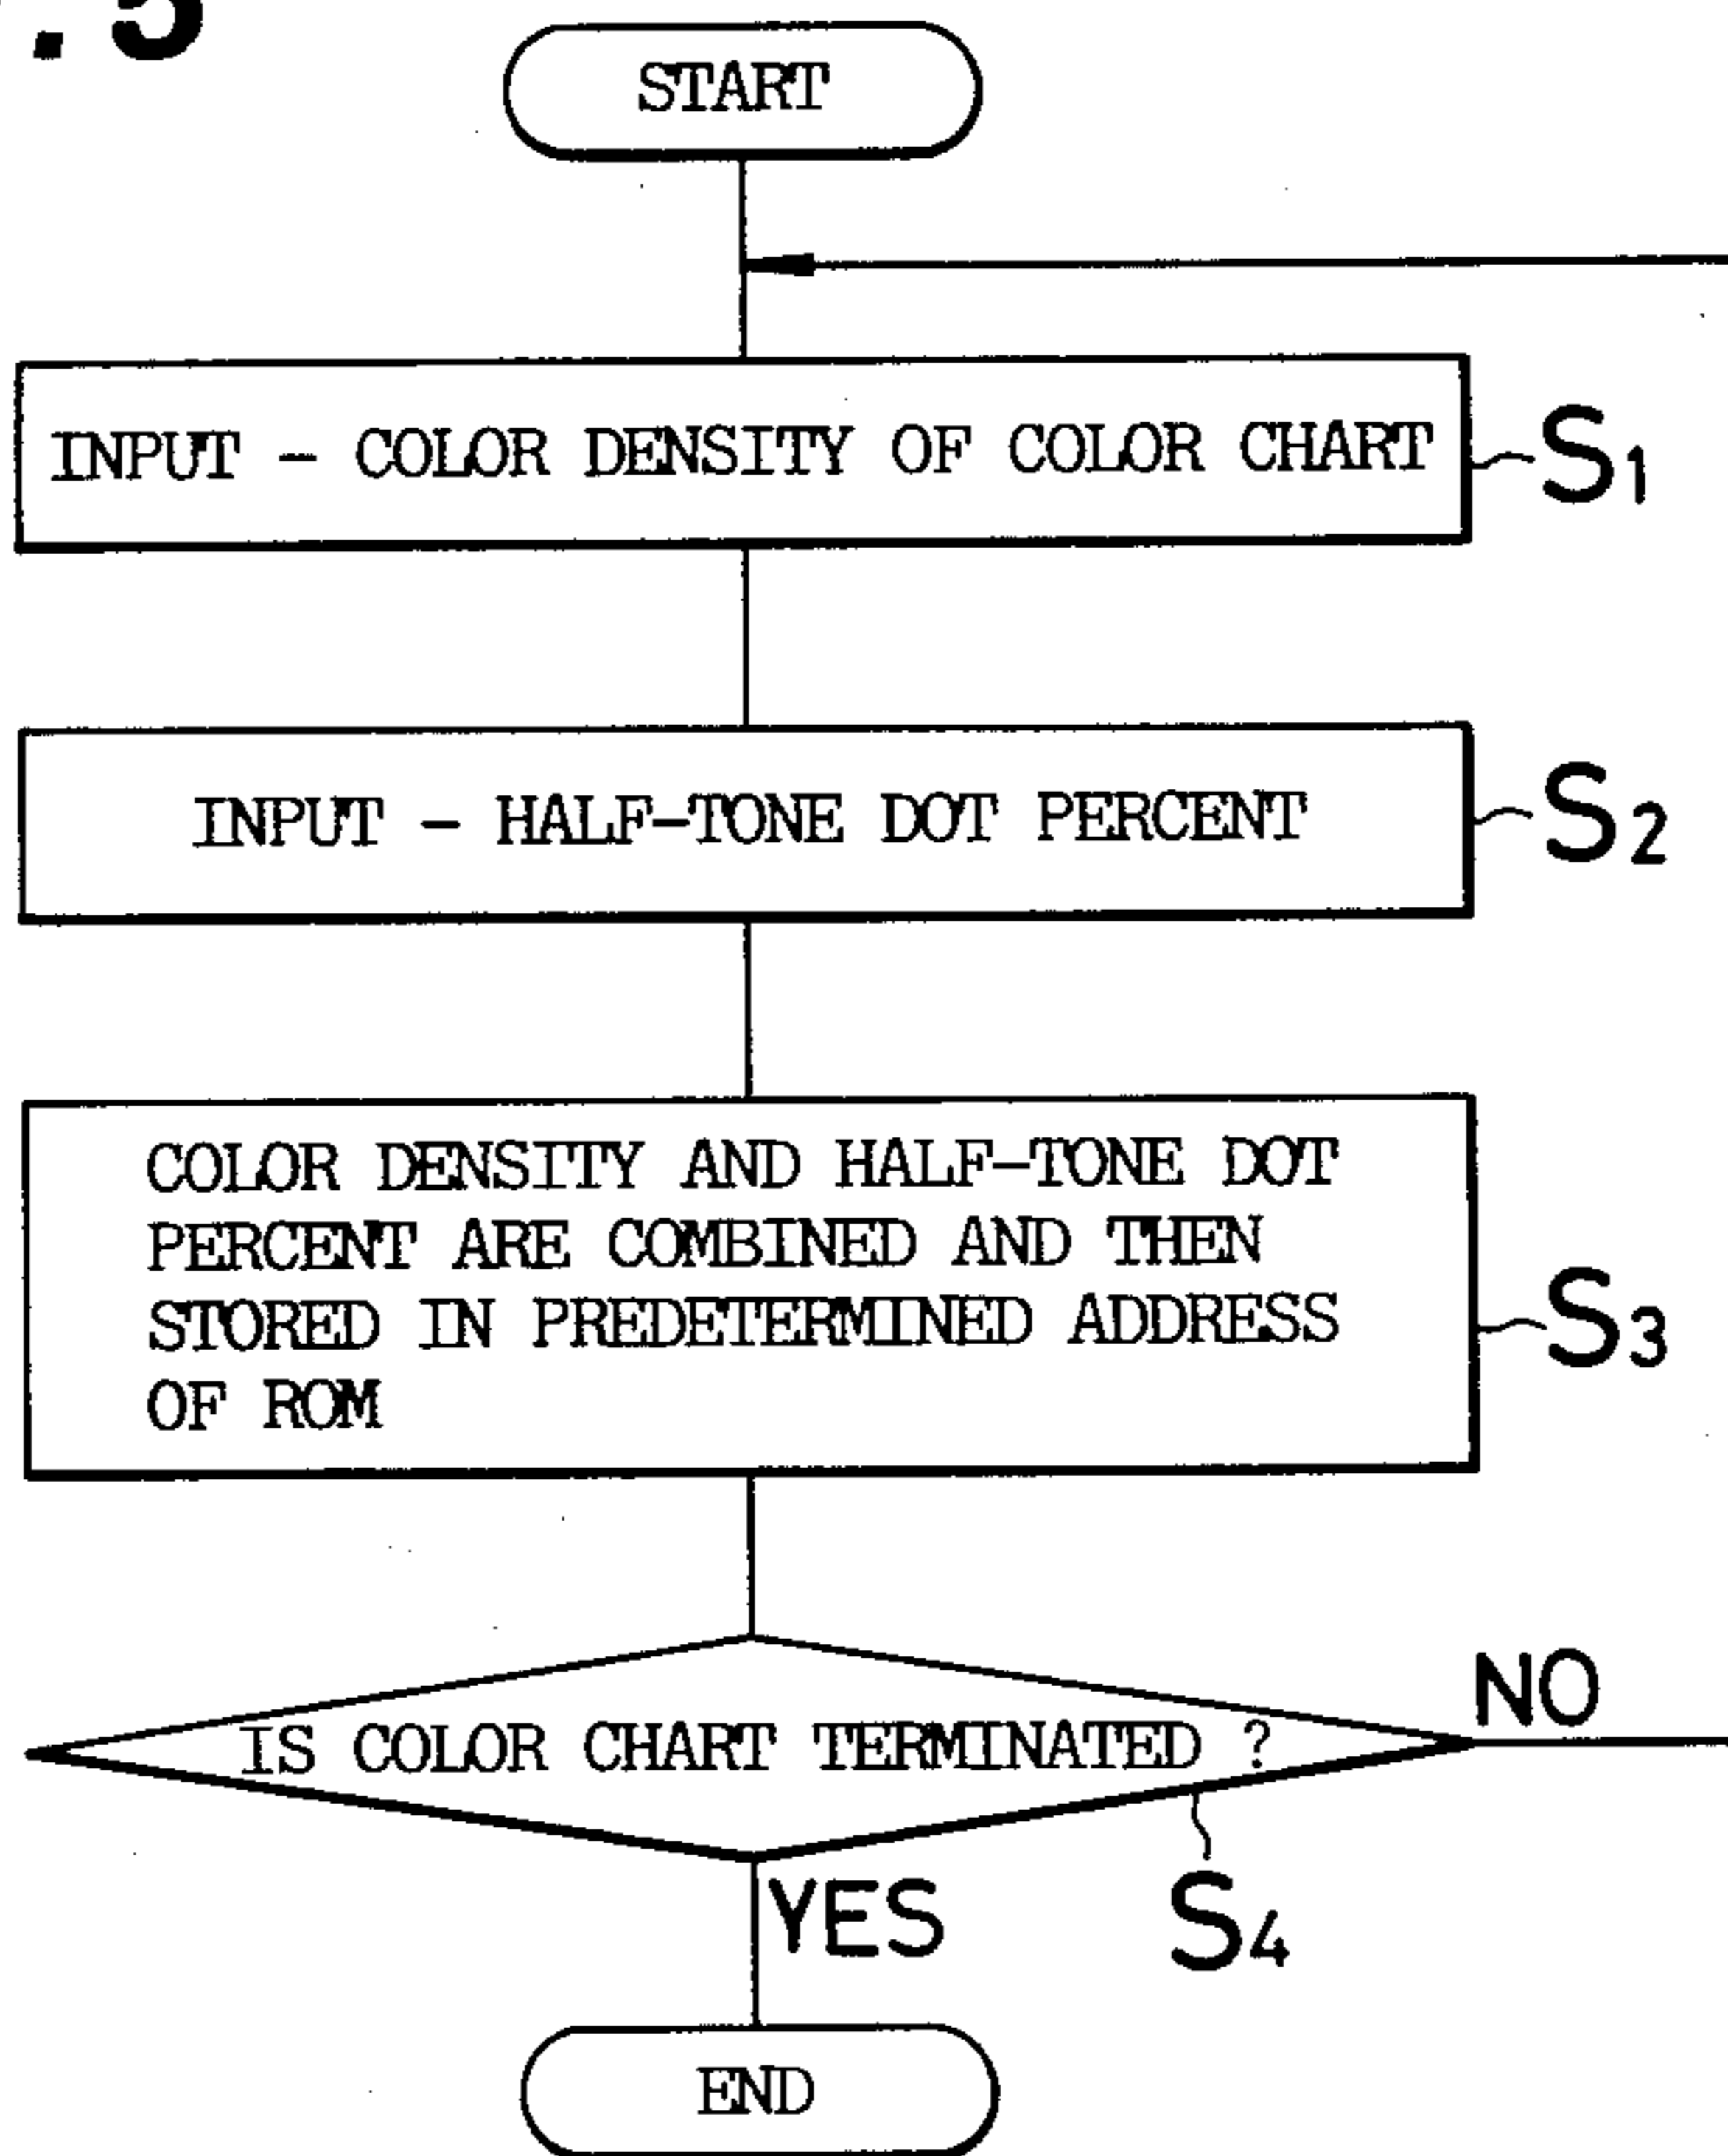 START
INPUT - COLOR DENSITY OF COLOR CHART
S1
INPUT - HALF-TONE DOT PERCENT
S2
COLOR DENSITY AND HALF-TONE DOT
PERCENT ARE COMBINED AND THEN
STORED IN PREDETERMINED ADDRESS
OF ROM
S3
IS COLOR CHART TERMINATED ?
NO
YES
S4
END